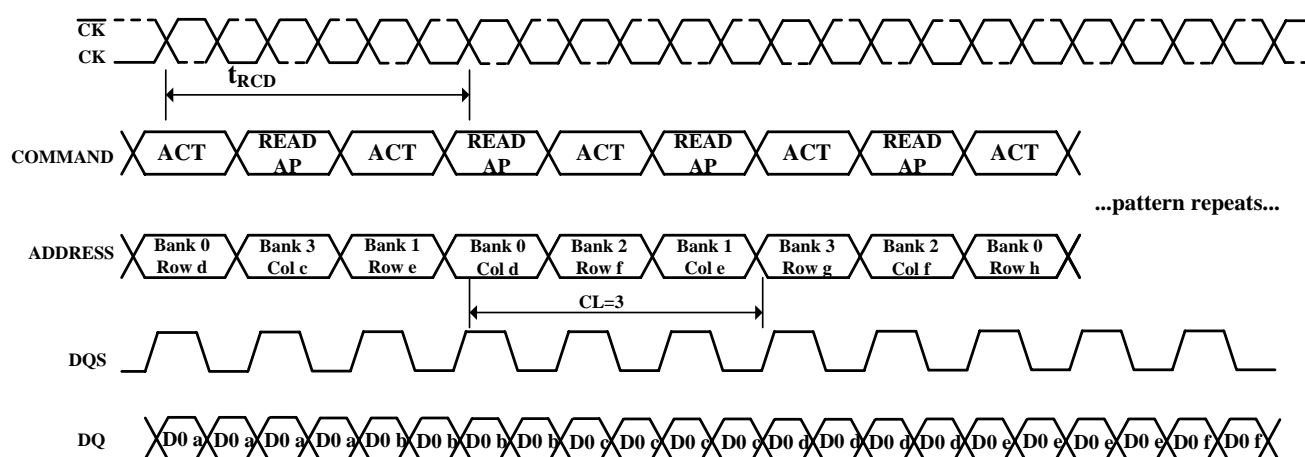 CK
CK
tRCD
COMMAND ACT READ AP ACT READ AP ACT READ AP ACT READ AP ACT
...pattern repeats...
ADDRESS Bank 0 Row d Bank 3 Col c Bank 1 Row e Bank 0 Col d Bank 2 Row f Bank 1 Col e Bank 3 Row g Bank 2 Col f Bank 0 Row h
CL=3
DQS
DQ D0 a D0 a D0 a D0 a D0 b D0 b D0 b D0 b D0 c D0 c D0 c D0 c D0 d D0 d D0 d D0 d D0 e D0 e D0 e D0 e D0 f D0 f